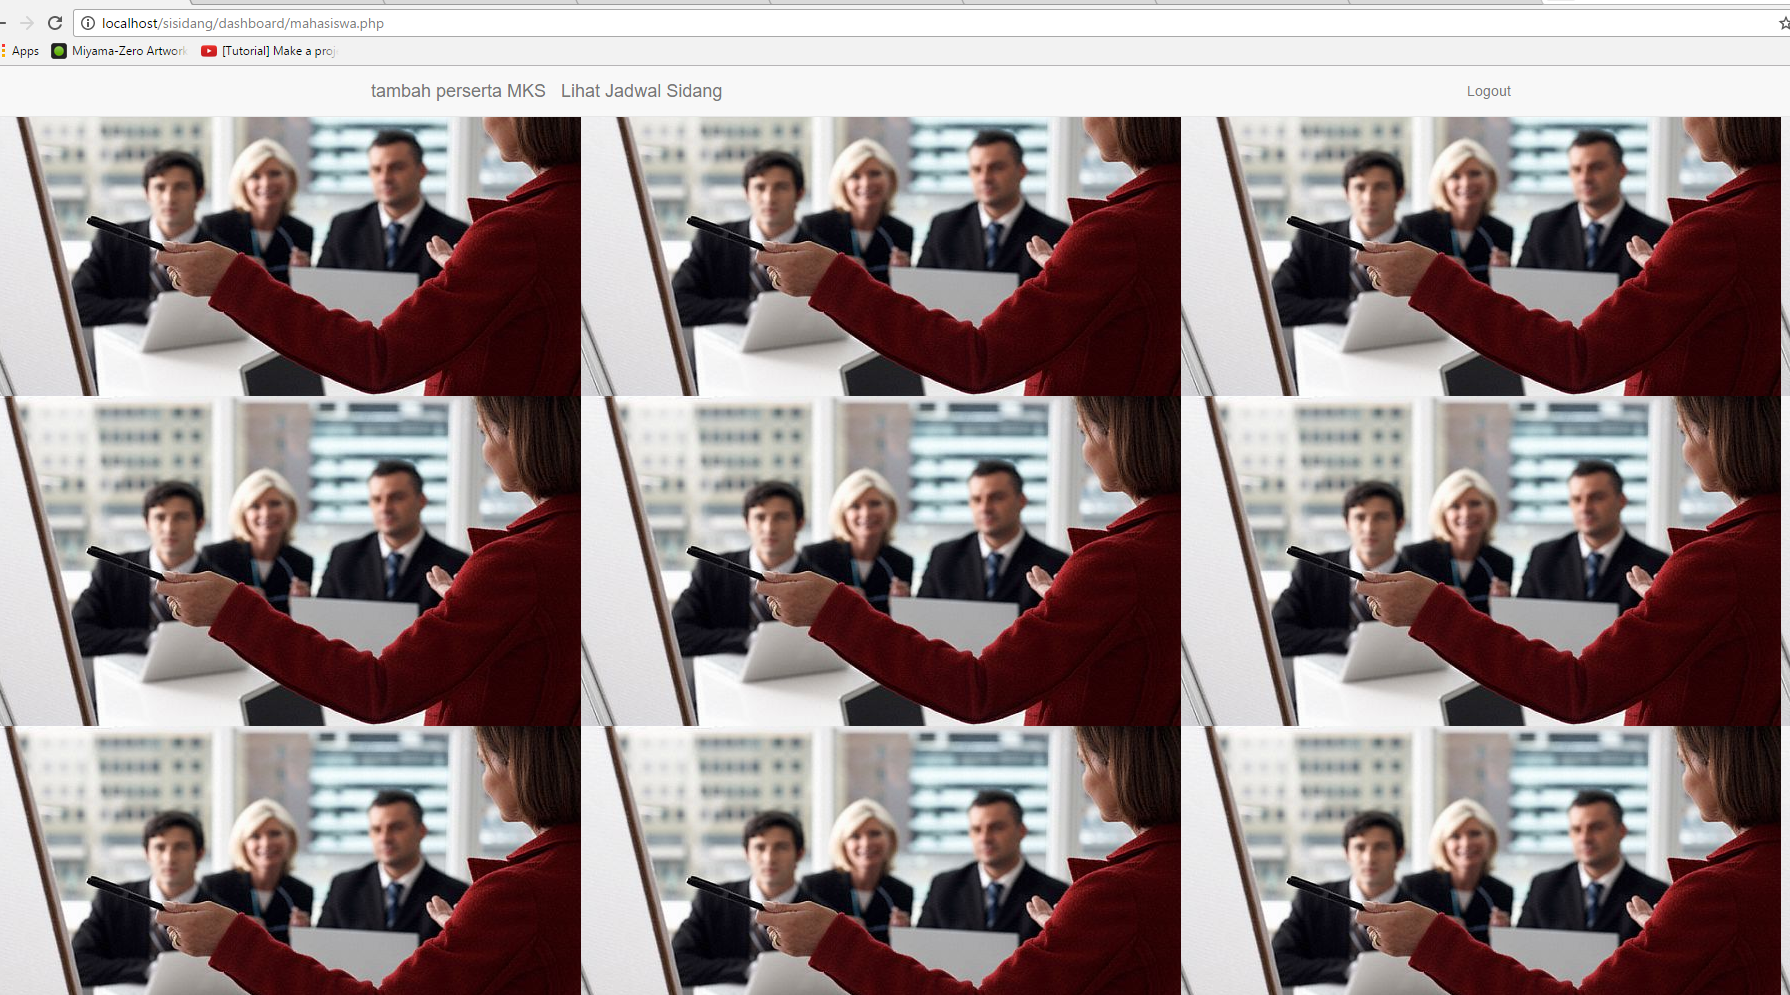 localhost/sisidang/dashboard/mahasiswa.php
Apps Miyama-Zero Artwork [Tutorial] Make a proj
tambah perserta MKS Lihat Jadwal Sidang Logout